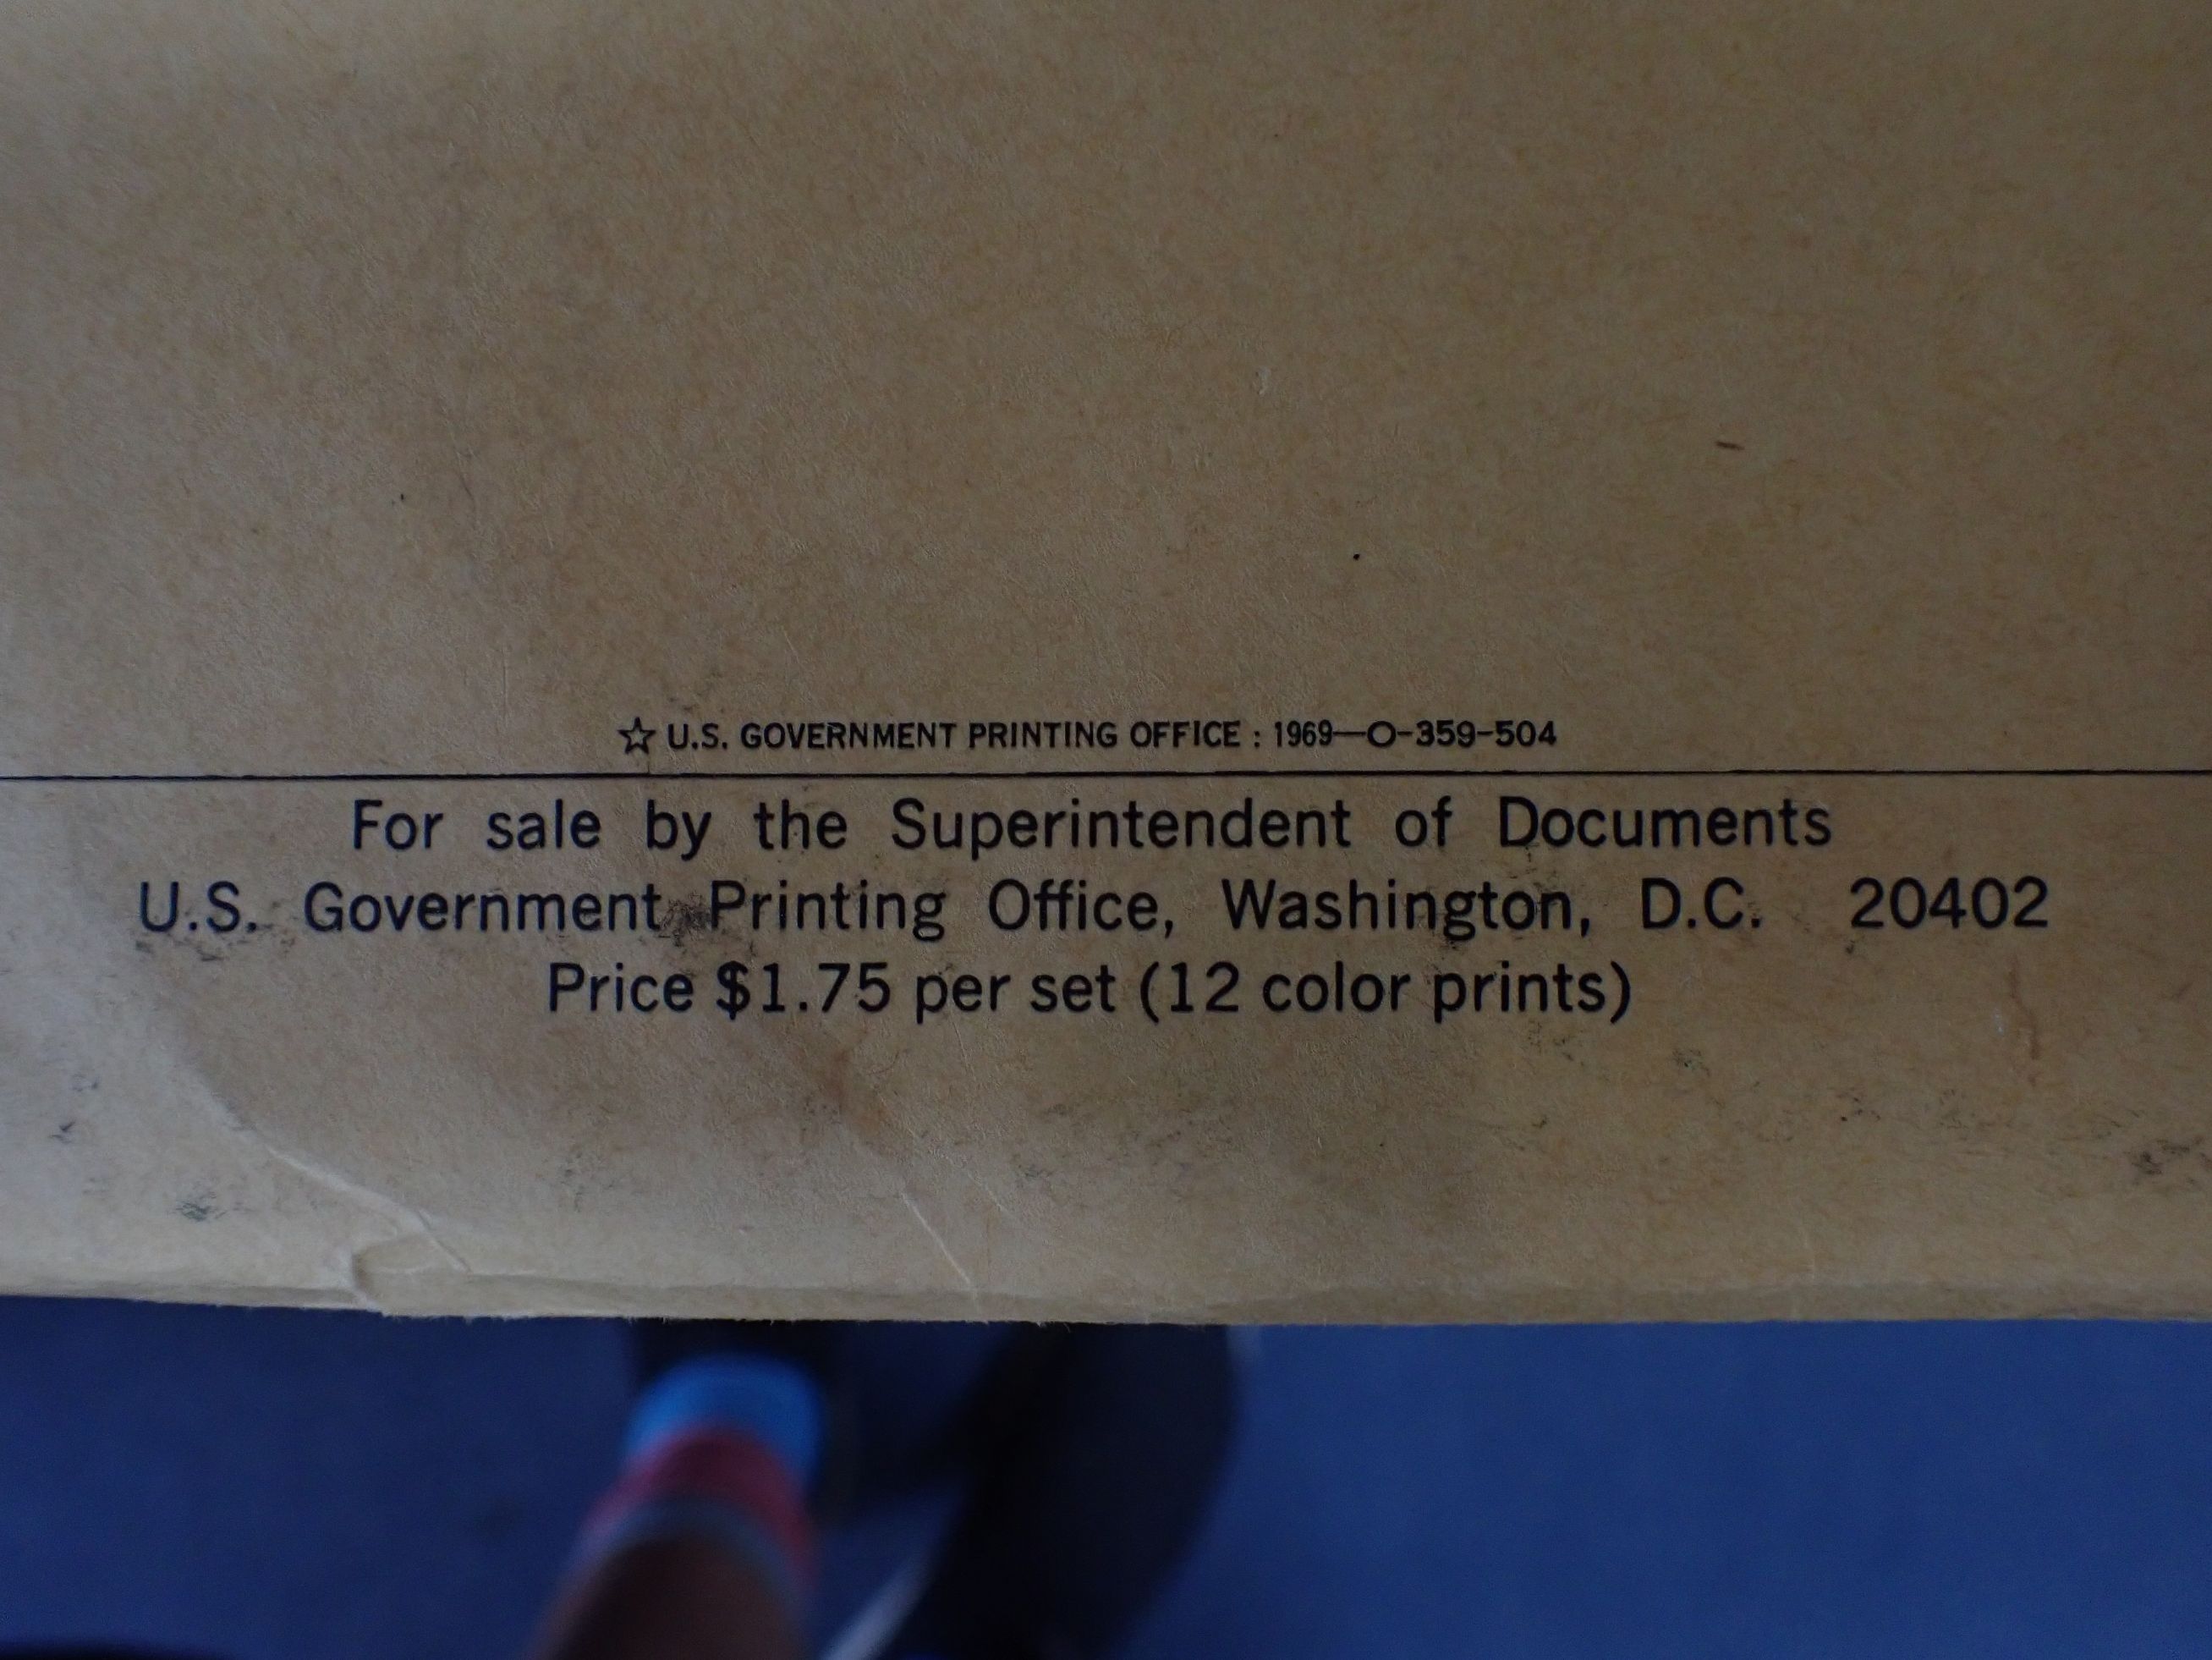 ☆ U.S. GOVERNMENT PRINTING OFFICE : 1969—O-359-504
For sale by the Superintendent of Documents
U.S. Government Printing Office, Washington, D.C. 20402
Price $1.75 per set (12 color prints)